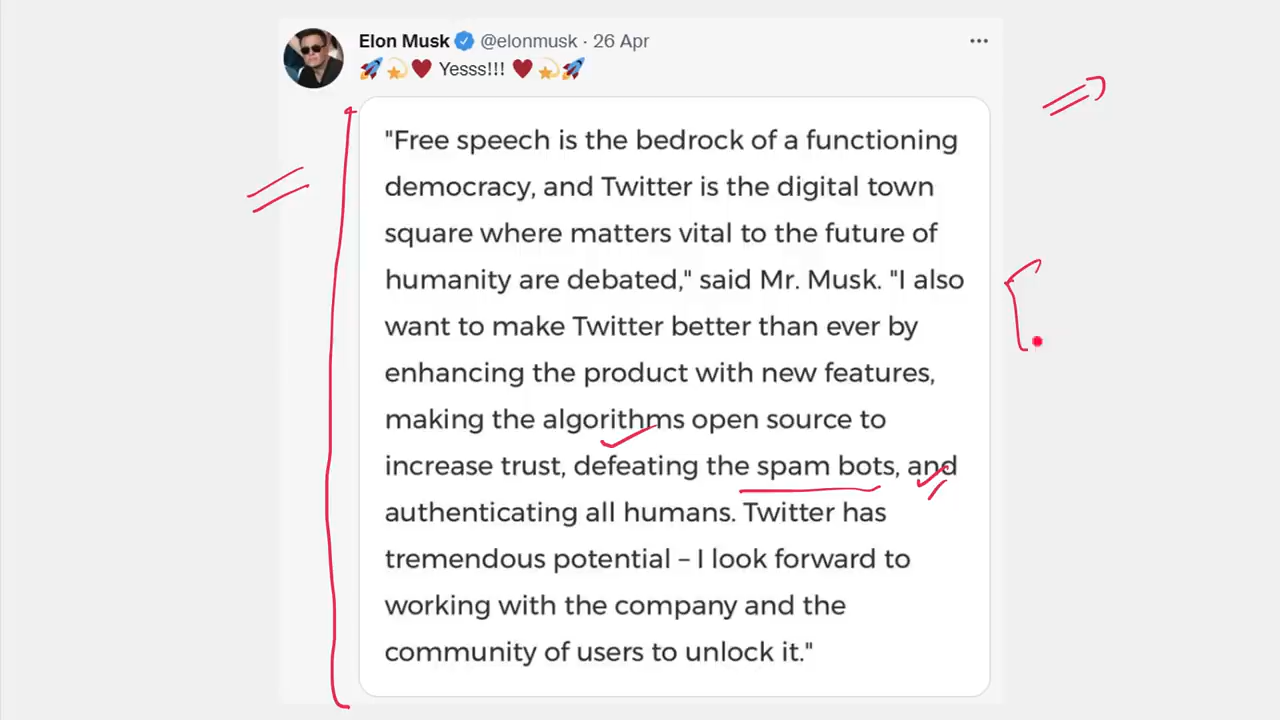 Elon Musk @elonmusk · 26 Apr
🚀💫♥️ Yesss!!! ♥️💫🚀
"Free speech is the bedrock of a functioning
democracy, and Twitter is the digital town
square where matters vital to the future of
humanity are debated," said Mr. Musk. "I also
want to make Twitter better than ever by
enhancing the product with new features,
making the algorithms open source to
increase trust, defeating the spam bots, and
authenticating all humans. Twitter has
tremendous potential – I look forward to
working with the company and the
community of users to unlock it."